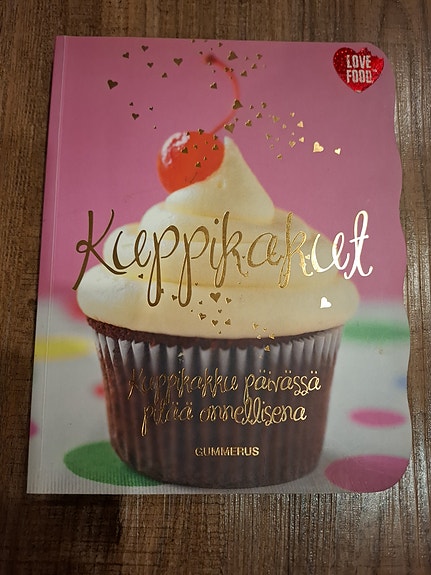 LOVE
FOOD
Kuppikakut
Kuppikakku päivässä
pitää onnellisena
GUMMERUS